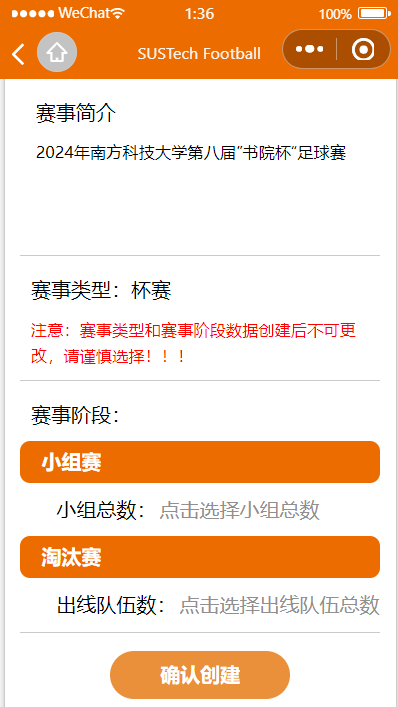 WeChat 1:36 100%
SUSTech Football
赛事简介
2024年南方科技大学第八届”书院杯“足球赛
赛事类型：杯赛
注意：赛事类型和赛事阶段数据创建后不可更
改，请谨慎选择！！！
赛事阶段：
小组赛
小组总数：点击选择小组总数
淘汰赛
出线队伍数：点击选择出线队伍总数
确认创建